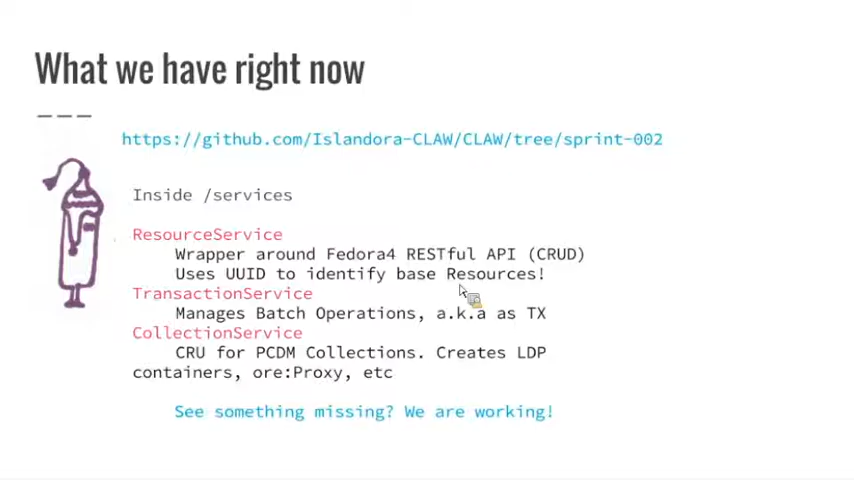 What we have right now
https://github.com/Islandora-CLAW/CLAW/tree/sprint-002
Inside /services
ResourceService
Wrapper around Fedora4 RESTful API (CRUD)
Uses UUID to identify base Resources!
TransactionService
Manages Batch Operations, a.k.a as TX
CollectionService
CRU for PCDM Collections. Creates LDP
containers, ore:Proxy, etc
See something missing? We are working!